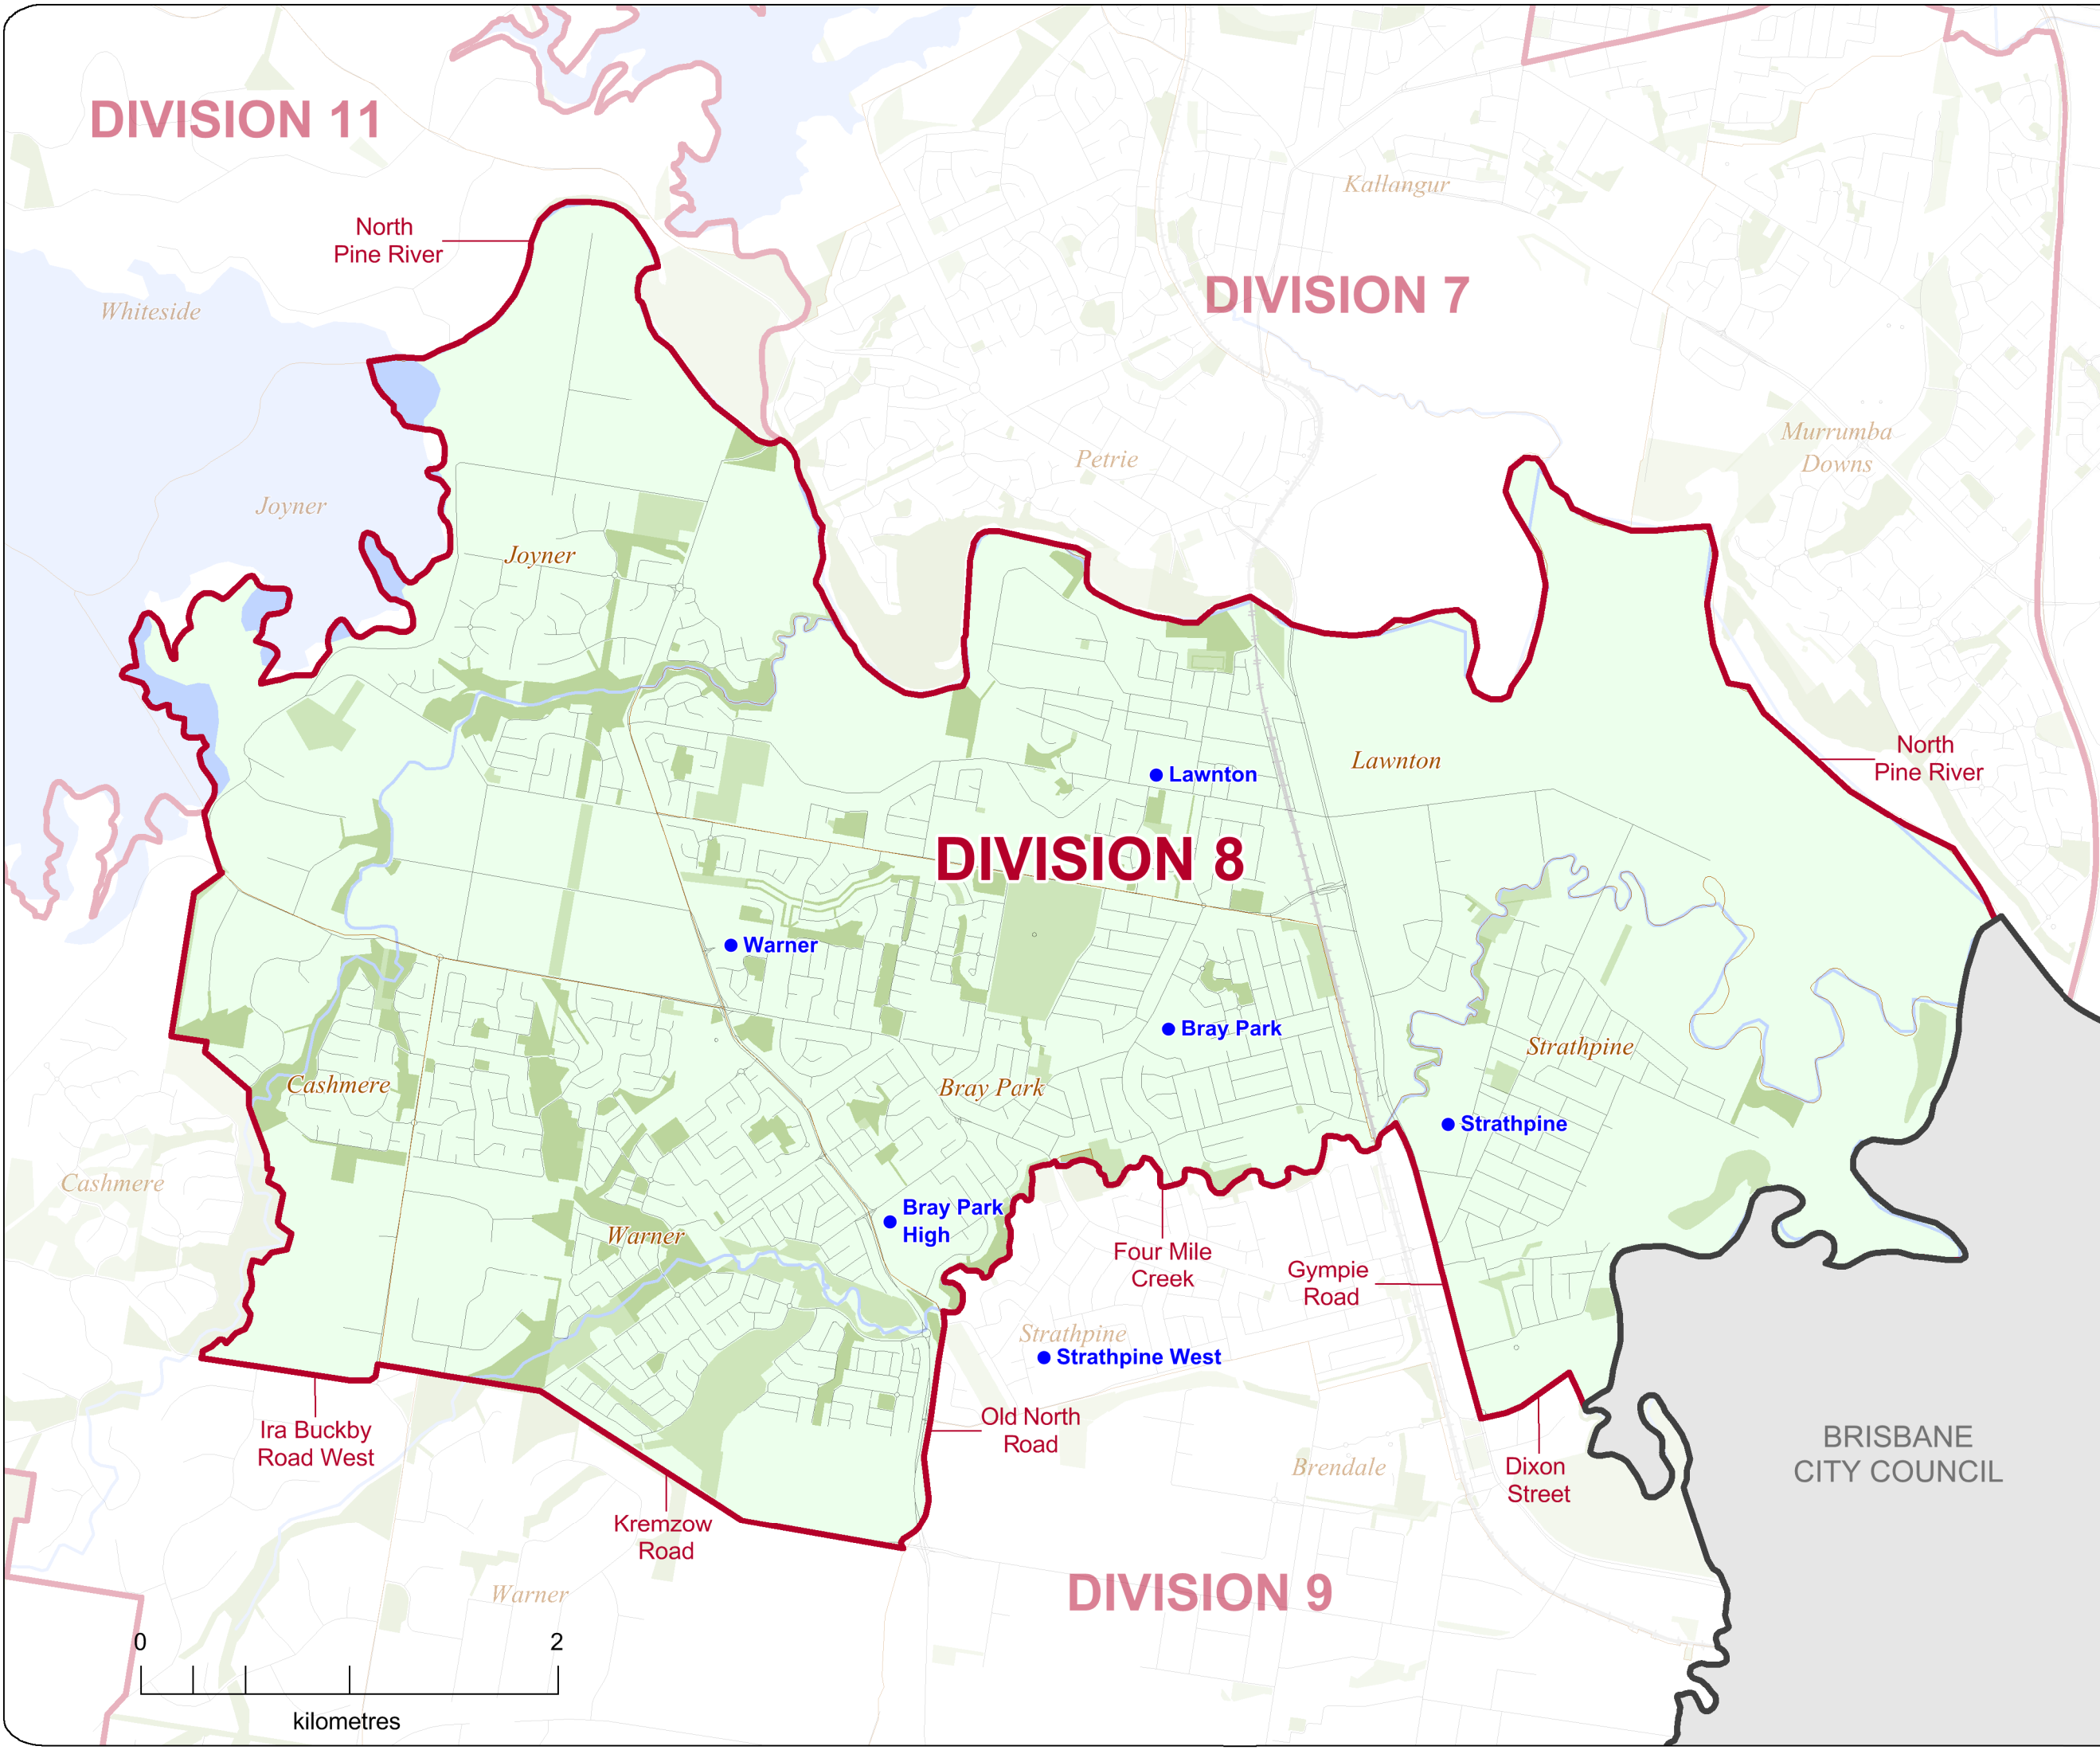 DIVISION 11
Kallangur
North
Pine River
DIVISION 7
Whiteside
Murrumba
Downs
Petrie
Joyner
Joyner
North
Pine River
Lawnton
Lawnton
DIVISION 8
Warner
Bray Park
Strathpine
Cashmere
Bray Park
Strathpine
Cashmere
Bray Park
High
Warner
Four Mile
Creek
Gympie
Road
Strathpine
Strathpine West
Old North
Road
Ira Buckby
Road West
BRISBANE
CITY COUNCIL
Brendale
Dixon
Street
Kremzow
Road
DIVISION 9
Warner
0 2
kilometres